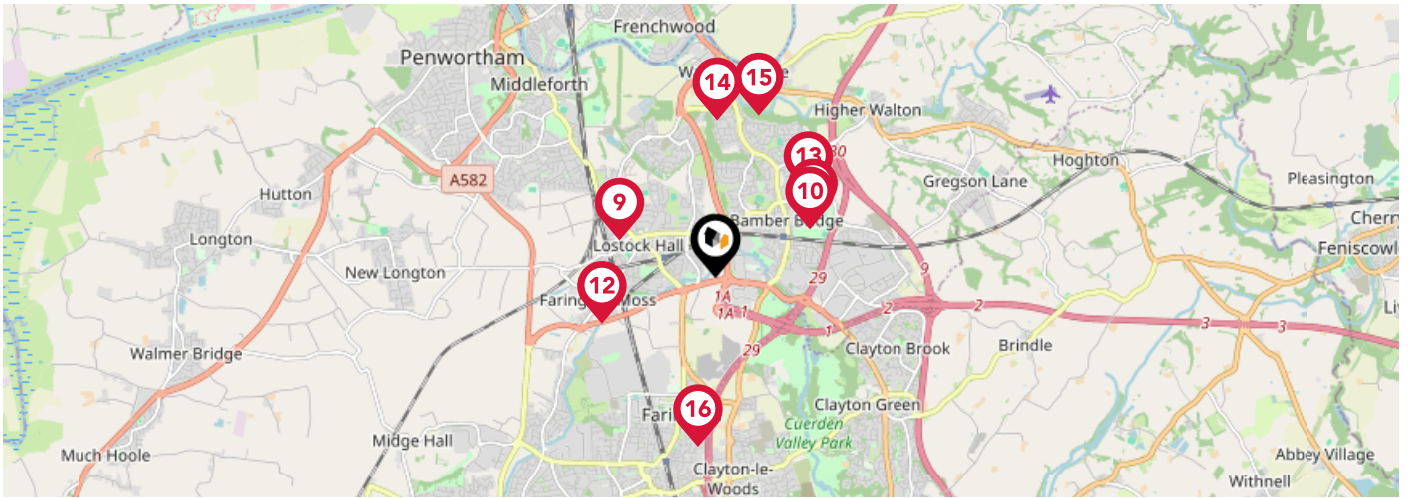 Frenchwood
Penwortham
Middleforth
14
15
Higher Walton
13
30
Hoghton
A582
Gregson Lane
Pleasington
Hutton
10
9
Bamber Bridge
Cherry
Longton
Lostock Hall
Feniscowl
New Longton
9
29
12
Moss
1A
1A
1
2
2
3
3
1
Walmer Bridge
29
Clayton Brook
Brindle
16
Clayton Green
Cuerden
Valley Park
Midge Hall
Much Hoole
Clayton-le-
Woods
Abbey Village
Withnell